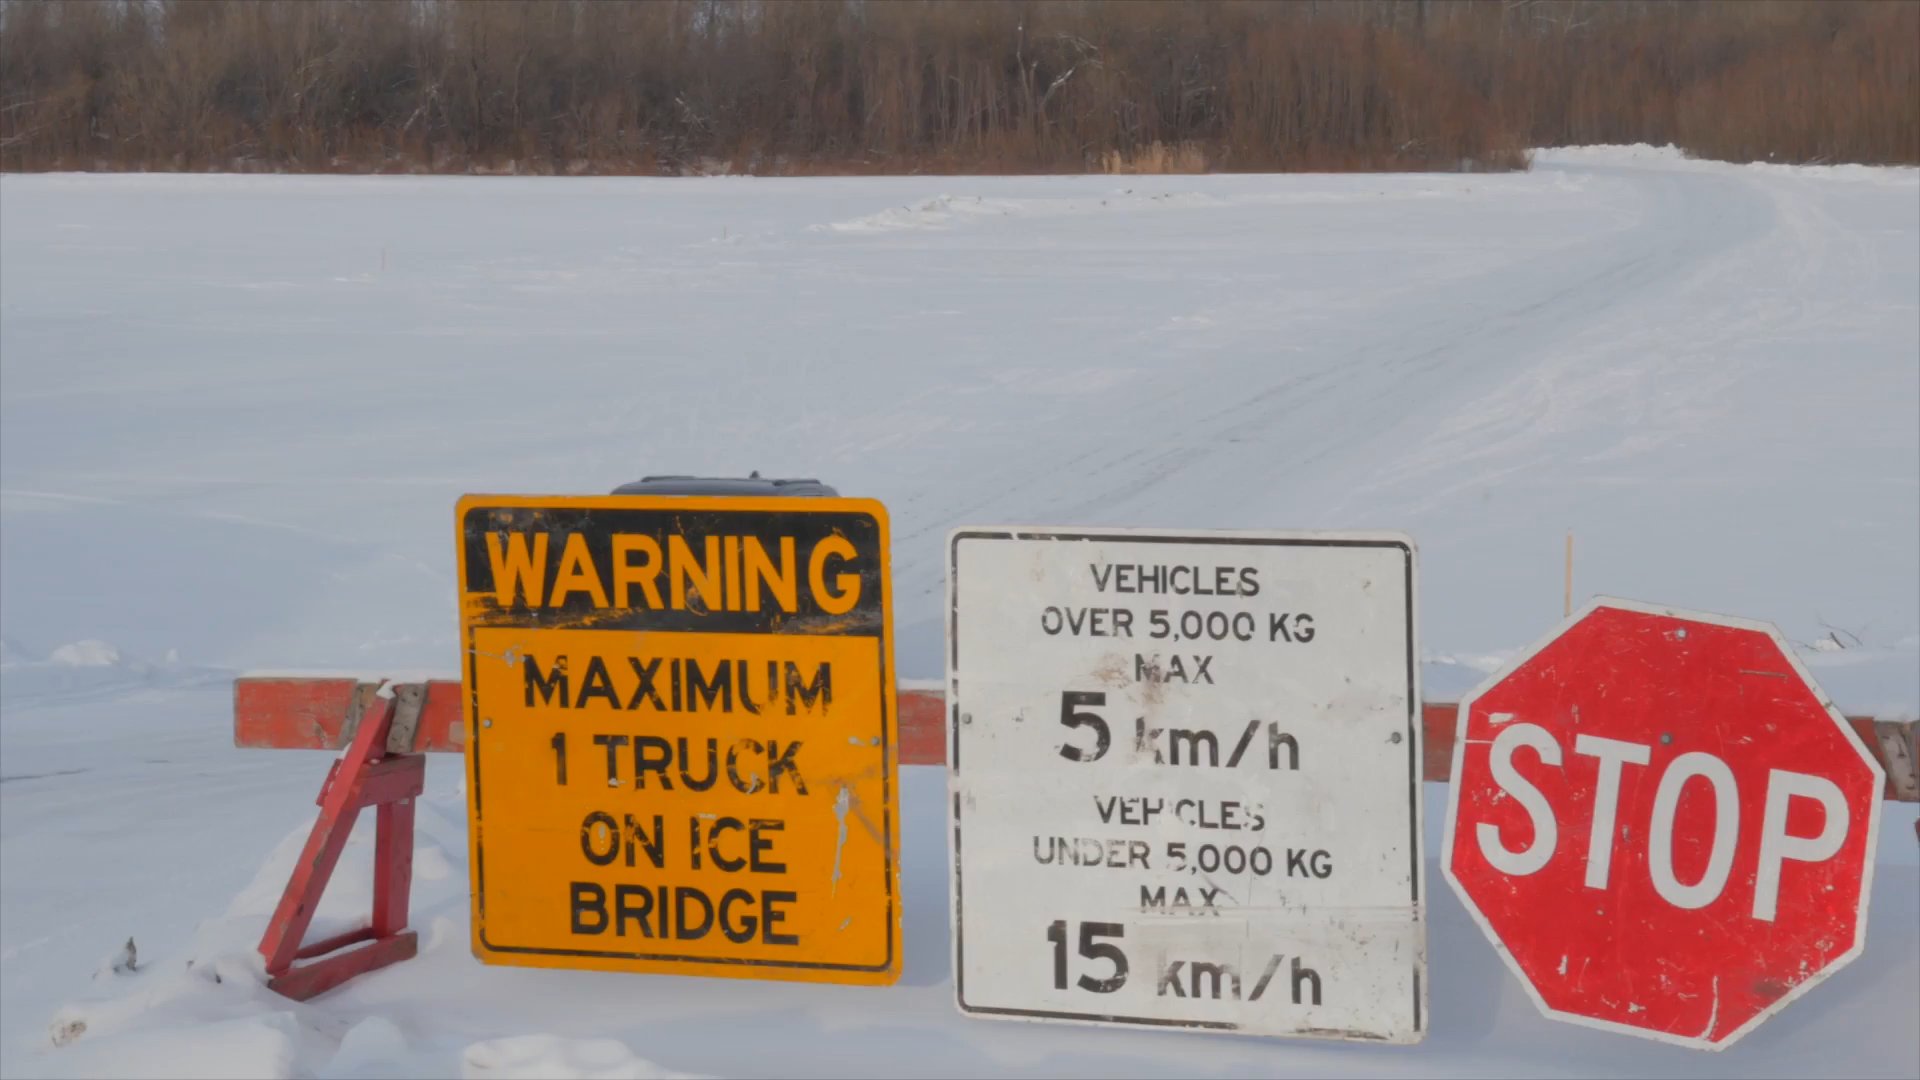 WARNING
MAXIMUM
1 TRUCK
ON ICE
BRIDGE
VEHICLES
OVER 5,000 KG
MAX
5 km/h
VEHICLES
UNDER 5,000 KG
MAX
15 km/h
STOP